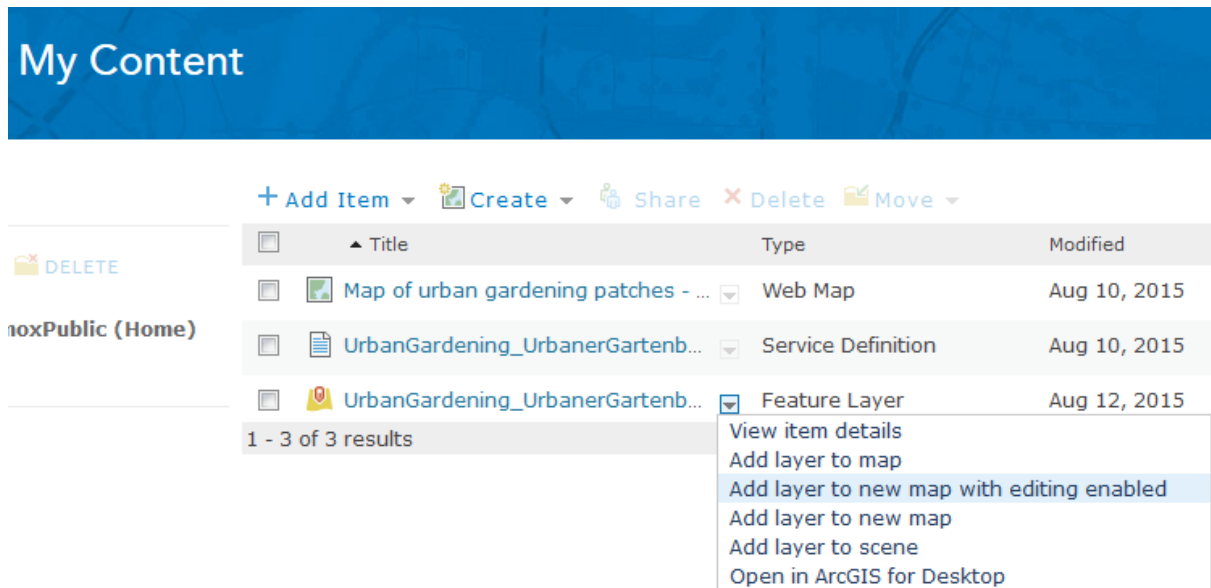 My Content
+ Add Item Create Share Delete Move
Title Type Modified
DELETE
Map of urban gardening patches - ... Web Map Aug 10, 2015
noxPublic (Home)
UrbanGardening_UrbanerGartenb... Service Definition Aug 10, 2015
UrbanGardening_UrbanerGartenb... Feature Layer Aug 12, 2015
1 - 3 of 3 results
View item details
Add layer to map
Add layer to new map with editing enabled
Add layer to new map
Add layer to scene
Open in ArcGIS for Desktop